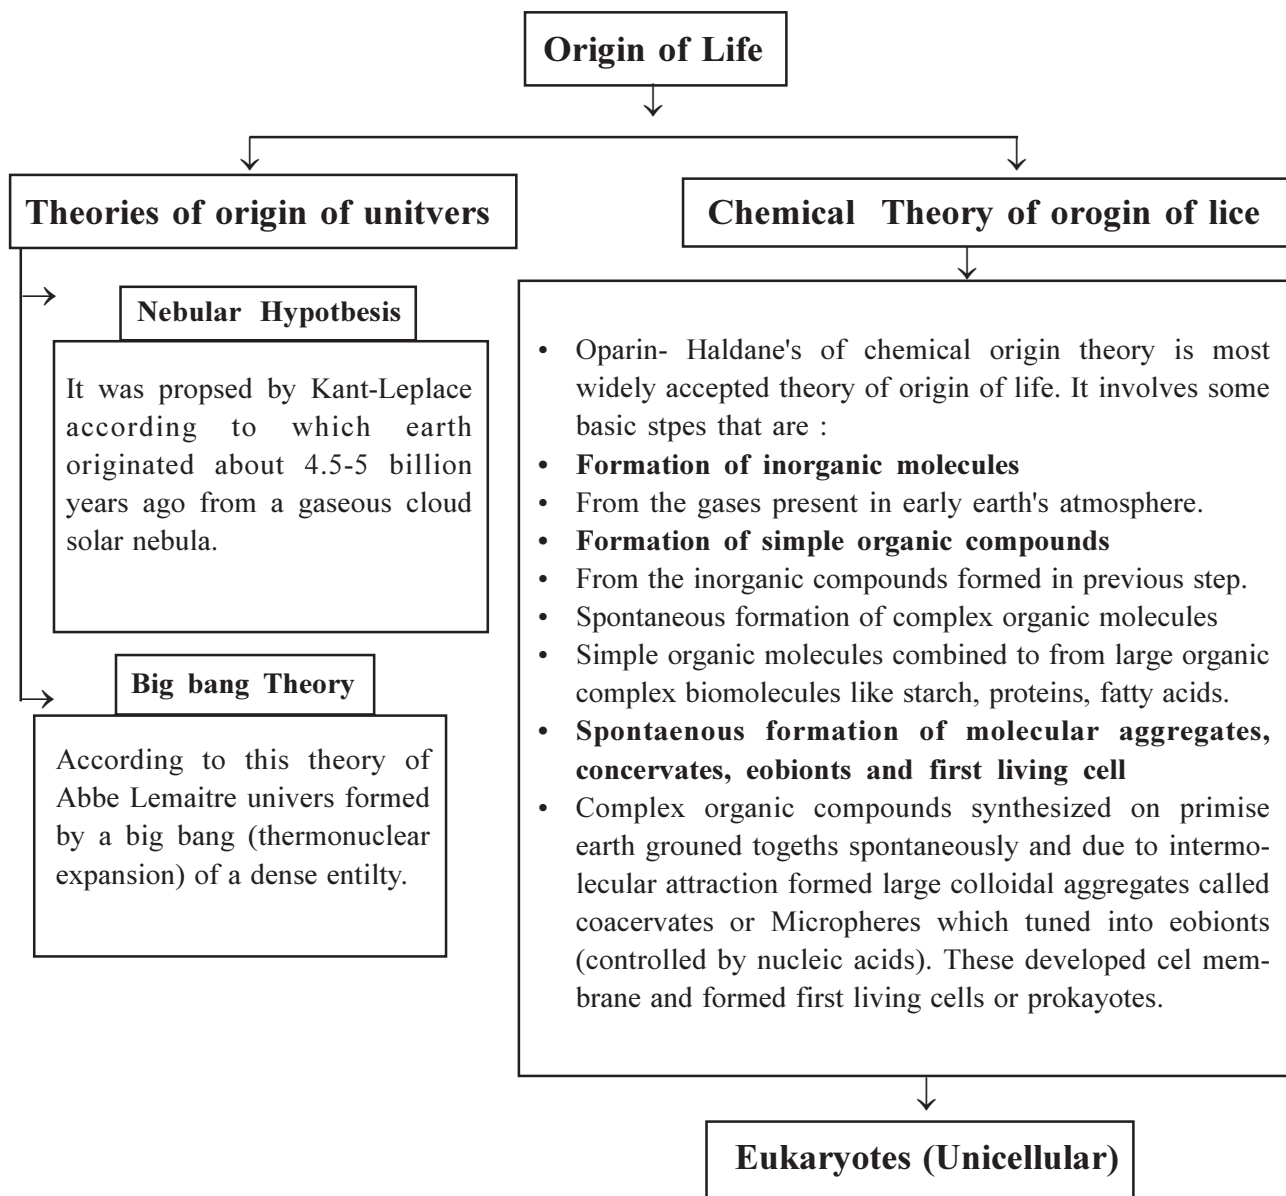 Origin of Life
Theories of origin of unitvers
Nebular Hypotbesis
It was propsed by Kant-Leplace
according to which earth
originated about 4.5-5 billion
years ago from a gaseous cloud
solar nebula.
Big bang Theory
According to this theory of
Abbe Lemaitre univers formed
by a big bang (thermonuclear
expansion) of a dense entilty.
Chemical Theory of orogin of lice
• Oparin- Haldane's of chemical origin theory is most
widely accepted theory of origin of life. It involves some
basic stpes that are :
• Formation of inorganic molecules
• From the gases present in early earth's atmosphere.
• Formation of simple organic compounds
• From the inorganic compounds formed in previous step.
• Spontaneous formation of complex organic molecules
• Simple organic molecules combined to from large organic
complex biomolecules like starch, proteins, fatty acids.
• Spontaenous formation of molecular aggregates,
concervates, eobionts and first living cell
• Complex organic compounds synthesized on primise
earth grouned togeths spontaneously and due to intermo-
lecular attraction formed large colloidal aggregates called
coacervates or Micropheres which tuned into eobionts
(controlled by nucleic acids). These developed cel mem-
brane and formed first living cells or prokayotes.
Eukaryotes (Unicellular)